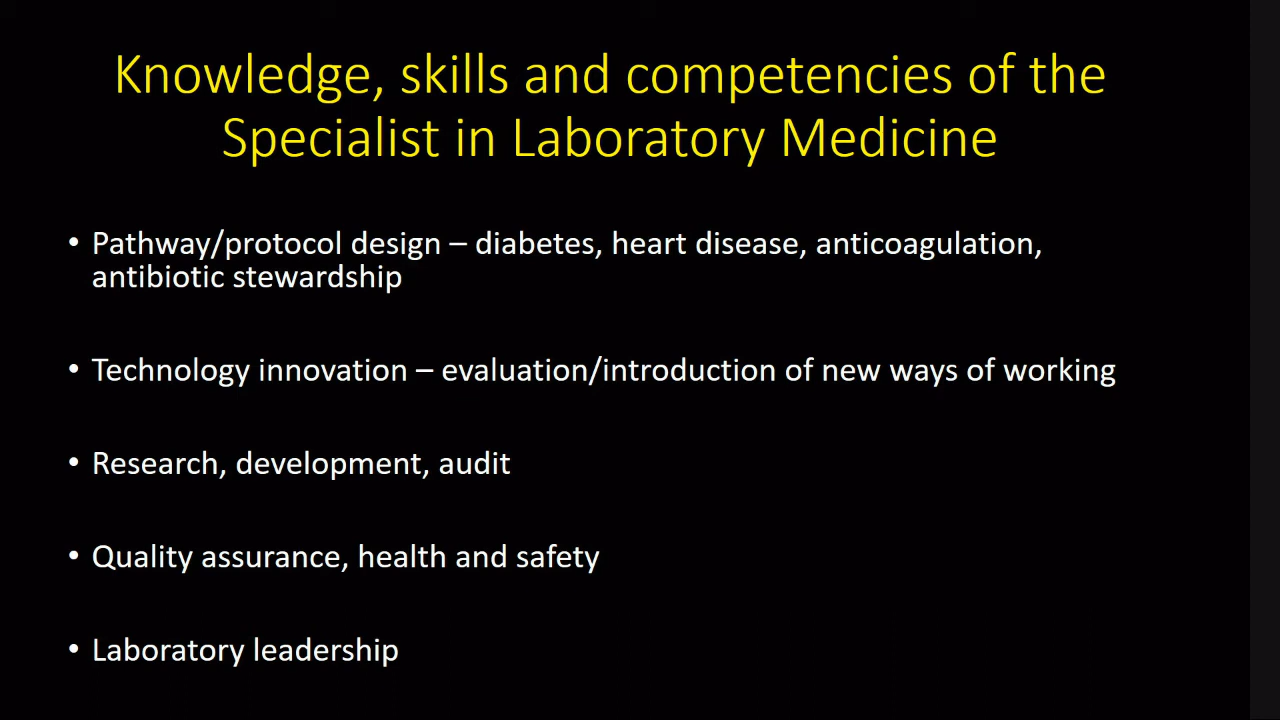 Knowledge, skills and competencies of the
Specialist in Laboratory Medicine
• Pathway/protocol design – diabetes, heart disease, anticoagulation,
antibiotic stewardship
• Technology innovation – evaluation/introduction of new ways of working
• Research, development, audit
• Quality assurance, health and safety
• Laboratory leadership